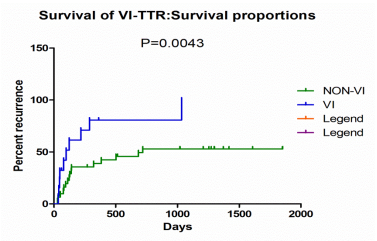 Survival of VI-TTR:Survival proportions
P=0.0043
150
100
50
0
Percent recurrence
0 500 1000 1500 2000
Days
NON-VI
VI
Legend
Legend